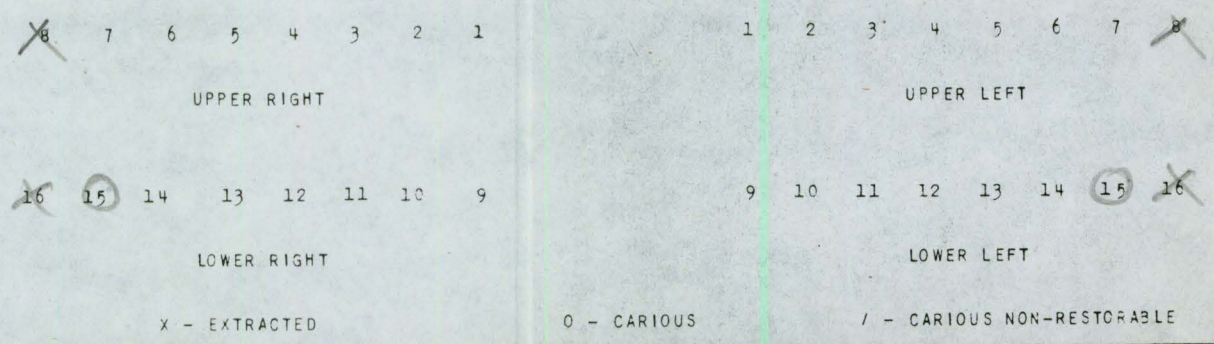 8 7 6 5 4 3 2 1 1 2 3 4 5 6 7 8
UPPER RIGHT UPPER LEFT
16 15 14 13 12 11 10 9 9 10 11 12 13 14 15 16
LOWER RIGHT LOWER LEFT
X - EXTRACTED O - CARIOUS / - CARIOUS NON-RESTORABLE